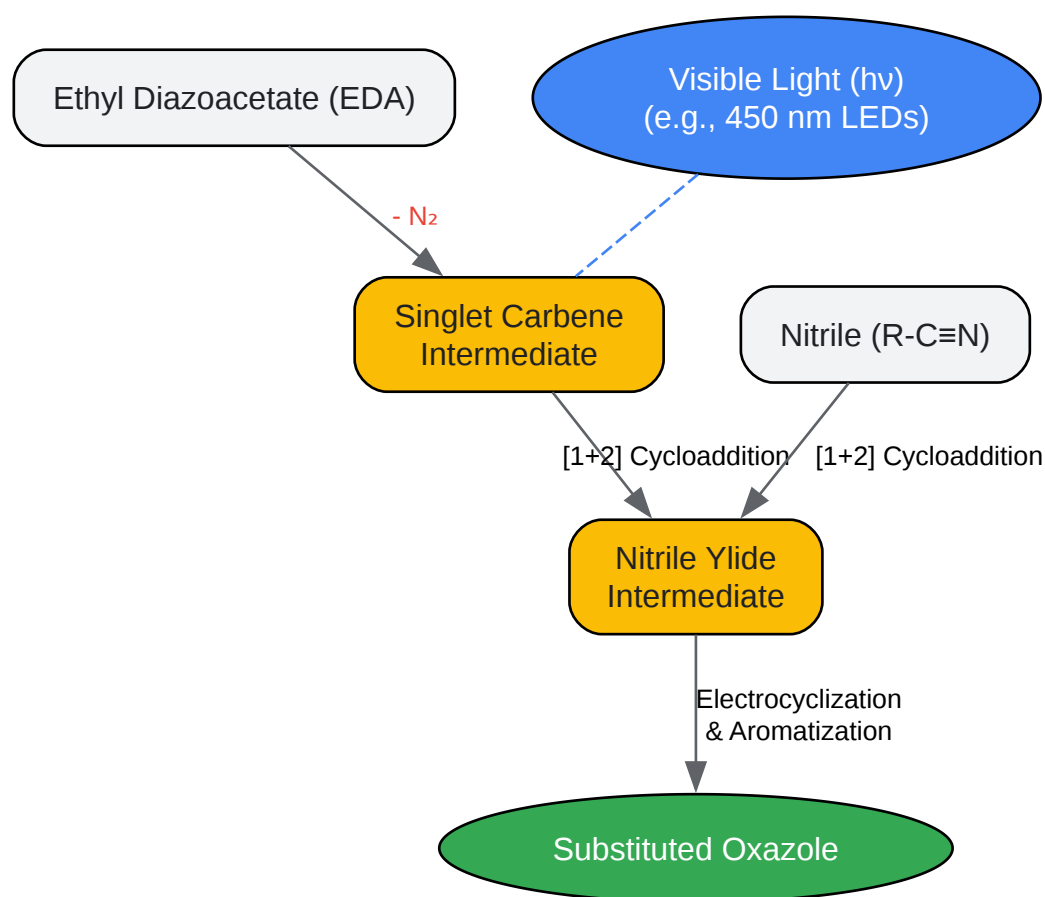 Ethyl Diazoacetate (EDA)
Visible Light (hν)
(e.g., 450 nm LEDs)
- N₂
Singlet Carbene
Intermediate
Nitrile (R-C≡N)
[1+2] Cycloaddition
[1+2] Cycloaddition
Nitrile Ylide
Intermediate
Electrocyclization
& Aromatization
Substituted Oxazole